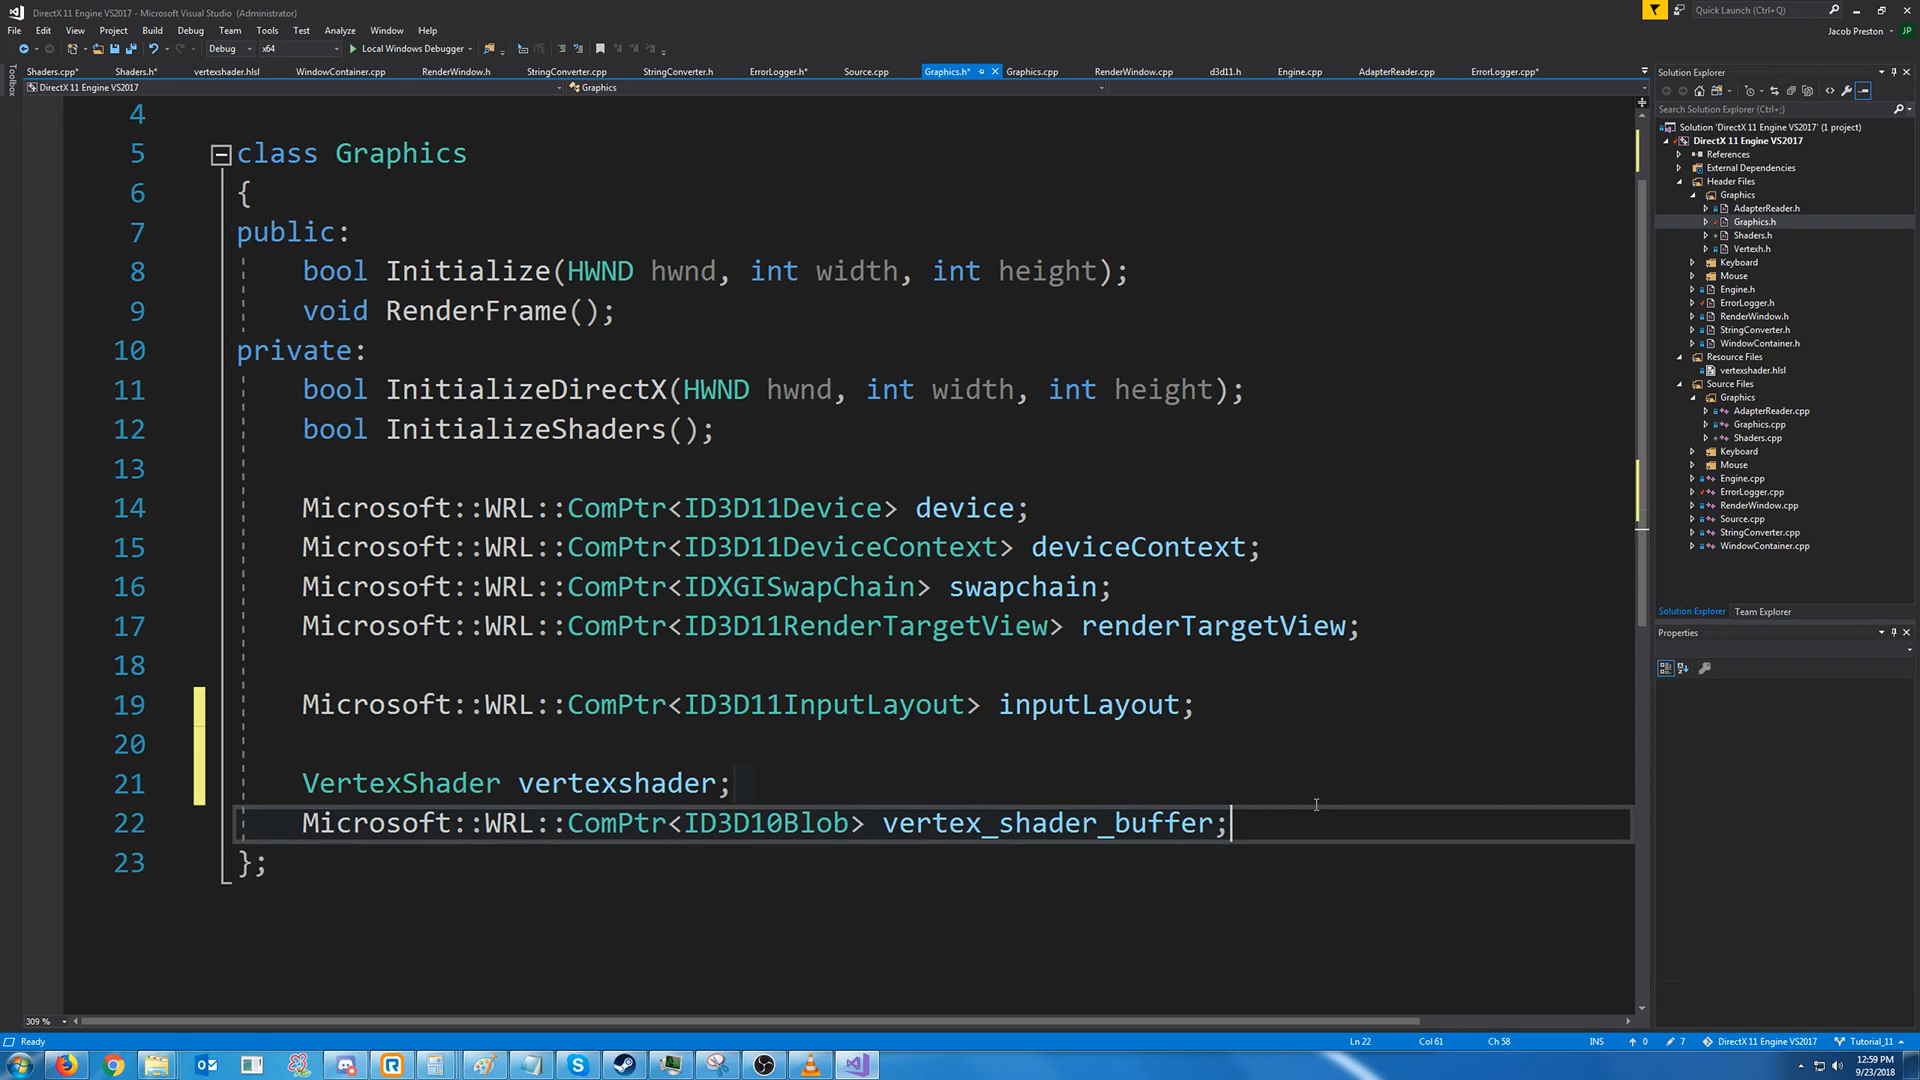 DirectX 11 Engine VS2017 - Microsoft Visual Studio (Administrator)
Quick Launch (Ctrl+Q)
File Edit View Project Build Debug Team Tools Test Analyze Window Help
Jacob Preston JP
Debug x64 Local Windows Debugger
Toolbox
Shaders.cpp* Shaders.h* vertexshader.hlsl WindowContainer.cpp RenderWindow.h StringConverter.cpp StringConverter.h ErrorLogger.h* Source.cpp Graphics.h* Graphics.cpp RenderWindow.cpp d3d11.h Engine.cpp AdapterReader.cpp ErrorLogger.cpp*
DirectX 11 Engine VS2017 Graphics
4
5 class Graphics
6 {
7 public:
8 bool Initialize(HWND hwnd, int width, int height);
9 void RenderFrame();
10 private:
11 bool InitializeDirectX(HWND hwnd, int width, int height);
12 bool InitializeShaders();
13
14 Microsoft::WRL::ComPtr<ID3D11Device> device;
15 Microsoft::WRL::ComPtr<ID3D11DeviceContext> deviceContext;
16 Microsoft::WRL::ComPtr<IDXGISwapChain> swapchain;
17 Microsoft::WRL::ComPtr<ID3D11RenderTargetView> renderTargetView;
18
19 Microsoft::WRL::ComPtr<ID3D11InputLayout> inputLayout;
20
21 VertexShader vertexshader;
22 Microsoft::WRL::ComPtr<ID3D10Blob> vertex_shader_buffer;
23 };
309 %
Solution Explorer
Search Solution Explorer (Ctrl+;)
Solution 'DirectX 11 Engine VS2017' (1 project)
DirectX 11 Engine VS2017
References
External Dependencies
Header Files
Graphics
AdapterReader.h
Graphics.h
Shaders.h
Vertexh.h
Keyboard
Mouse
Engine.h
ErrorLogger.h
RenderWindow.h
StringConverter.h
WindowContainer.h
Resource Files
vertexshader.hlsl
Source Files
Graphics
AdapterReader.cpp
Graphics.cpp
Shaders.cpp
Keyboard
Mouse
Engine.cpp
ErrorLogger.cpp
RenderWindow.cpp
Source.cpp
StringConverter.cpp
WindowContainer.cpp
Solution Explorer Team Explorer
Properties
Ready Ln 22 Col 61 Ch 58 INS 0 7 DirectX 11 Engine VS2017 Tutorial_11
12:59 PM
9/23/2018